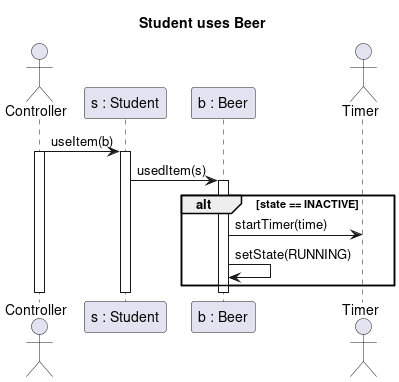 Student uses Beer
Controller
s : Student
b : Beer
Timer
useItem(b)
usedItem(s)
alt [state == INACTIVE]
startTimer(time)
setState(RUNNING)
Controller
s : Student
b : Beer
Timer